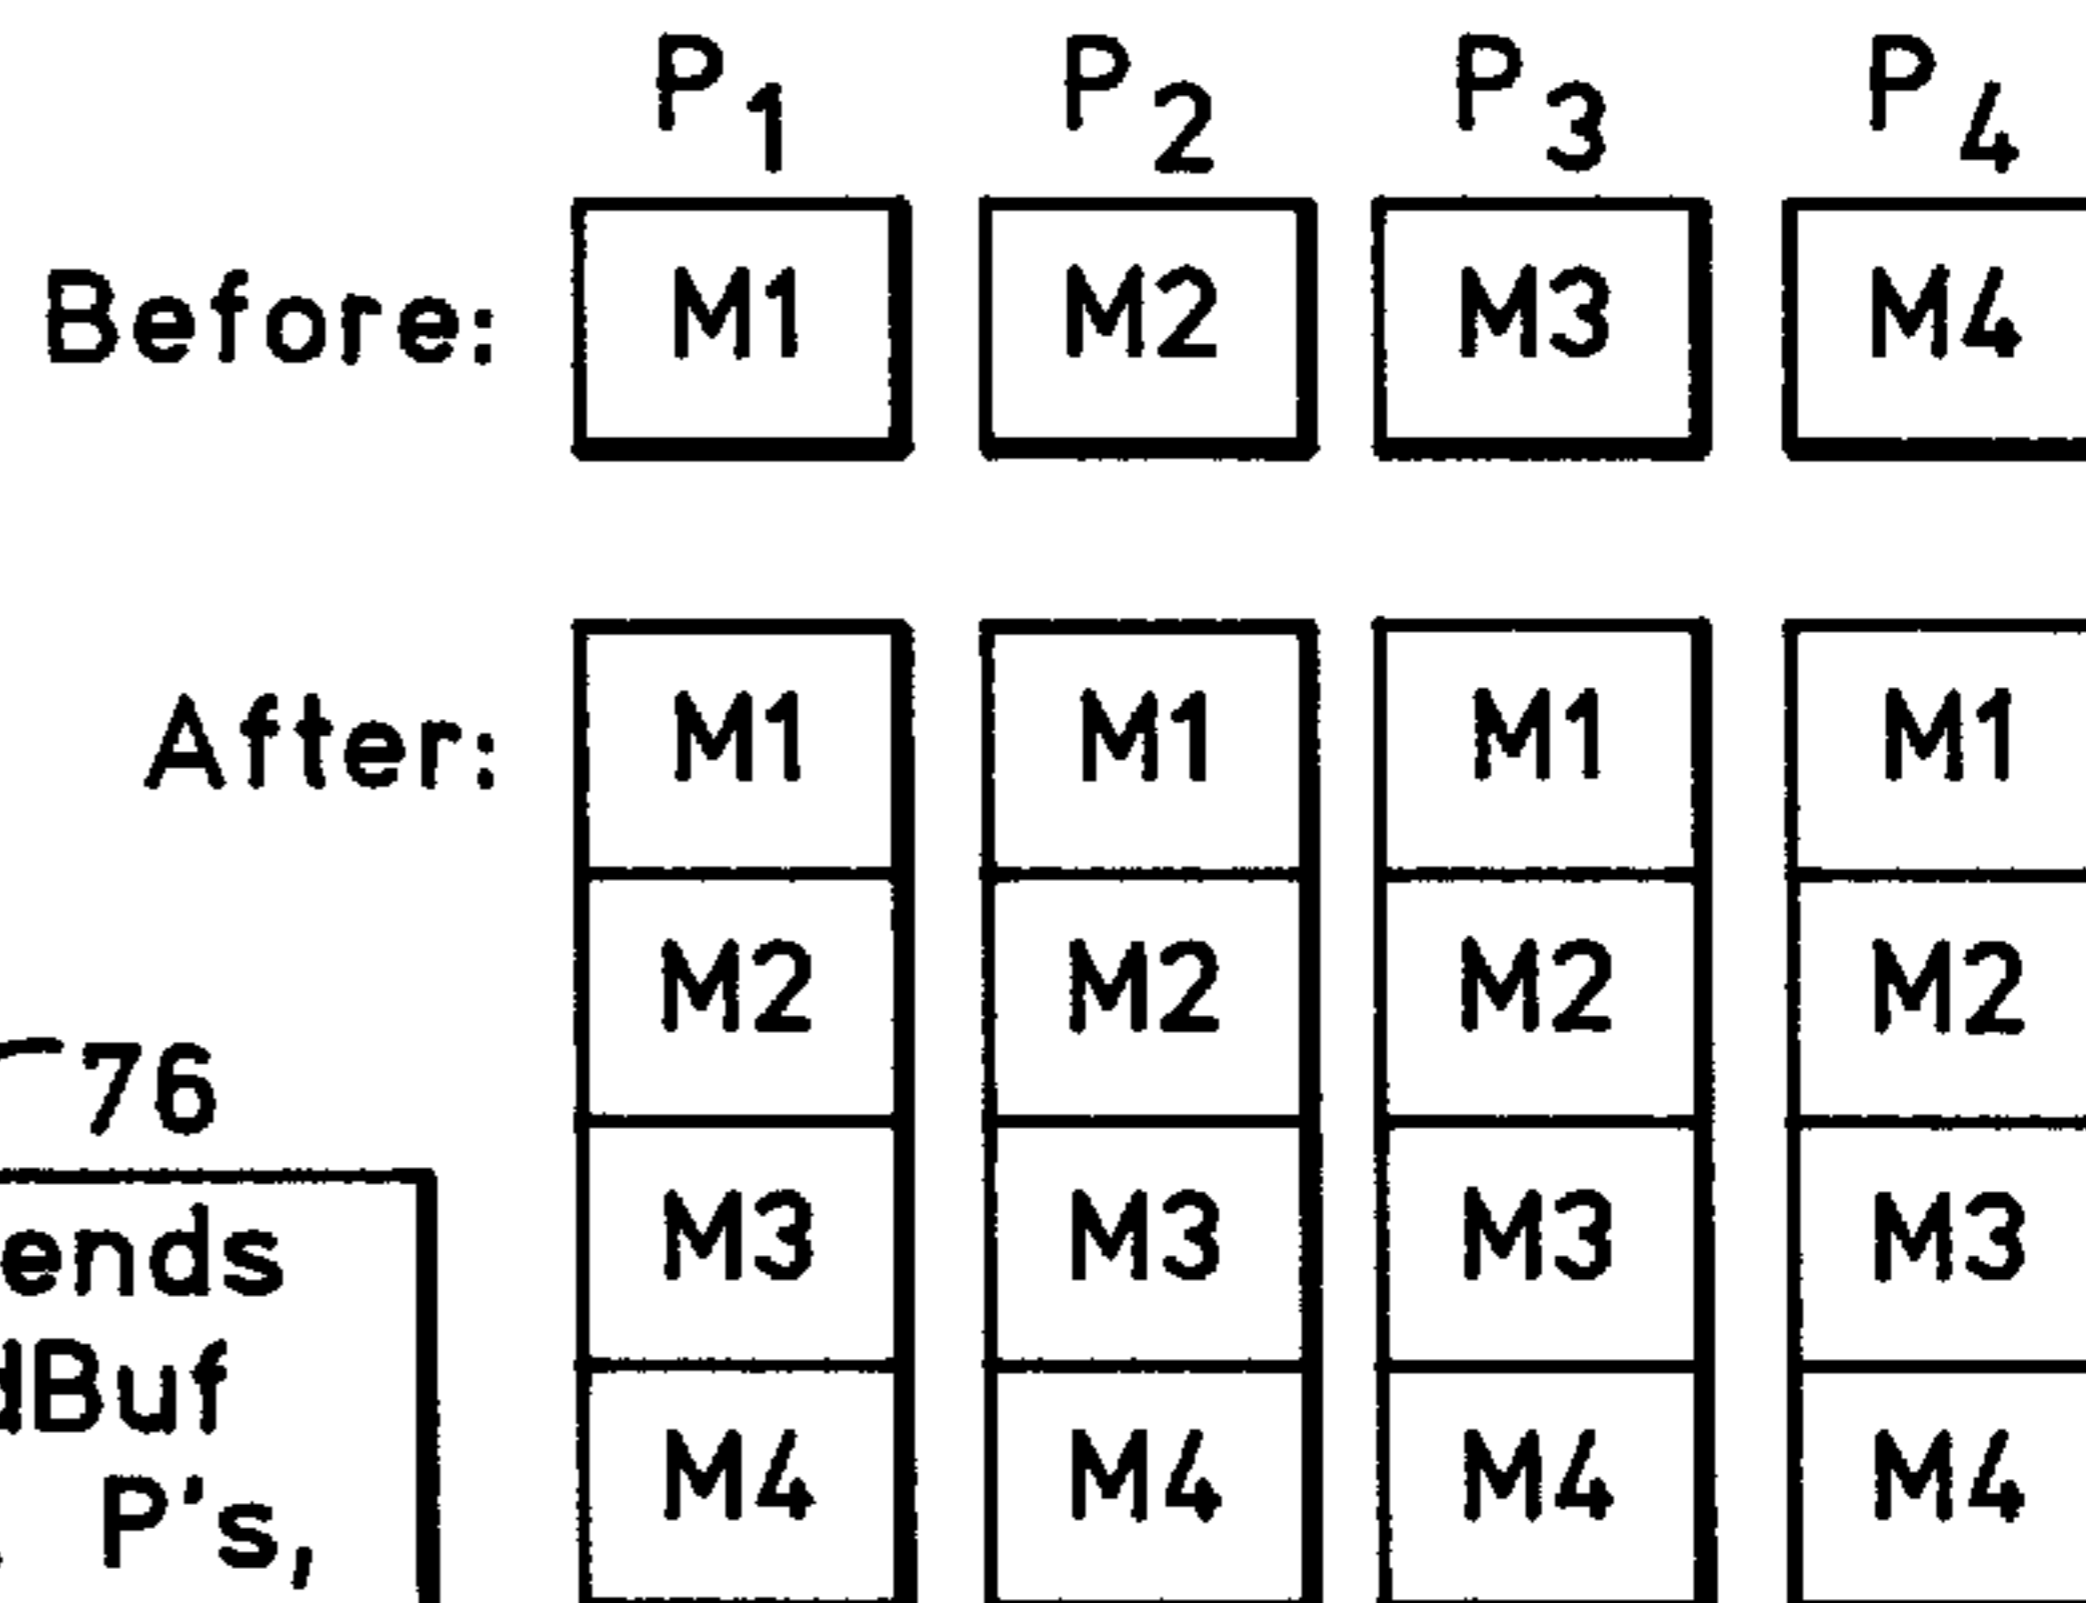 P1 P2 P3 P4
Before: M1 M2 M3 M4
After: M1 M1 M1 M1
M2 M2 M2 M2
76
M3 M3 M3 M3
ends
dBuf
M4 M4 M4 M4
P's,